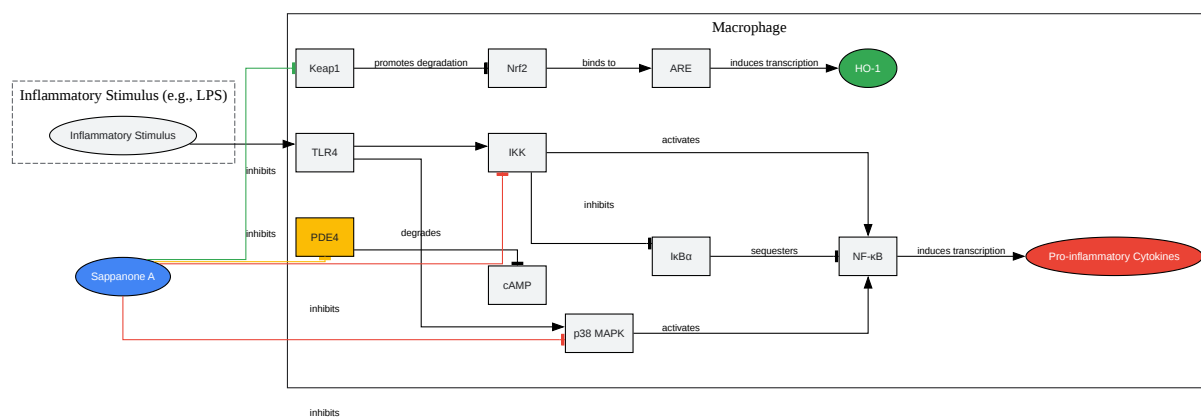 Macrophage
Keap1
promotes degradation
Nrf2
binds to
ARE
induces transcription
HO-1
Inflammatory Stimulus (e.g., LPS)
Inflammatory Stimulus
TLR4
IKK
activates
inhibits
inhibits
inhibits
PDE4
degrades
IκBα
sequesters
NF-κB
induces transcription
Pro-inflammatory Cytokines
Sappanone A
cAMP
inhibits
p38 MAPK
activates
inhibits